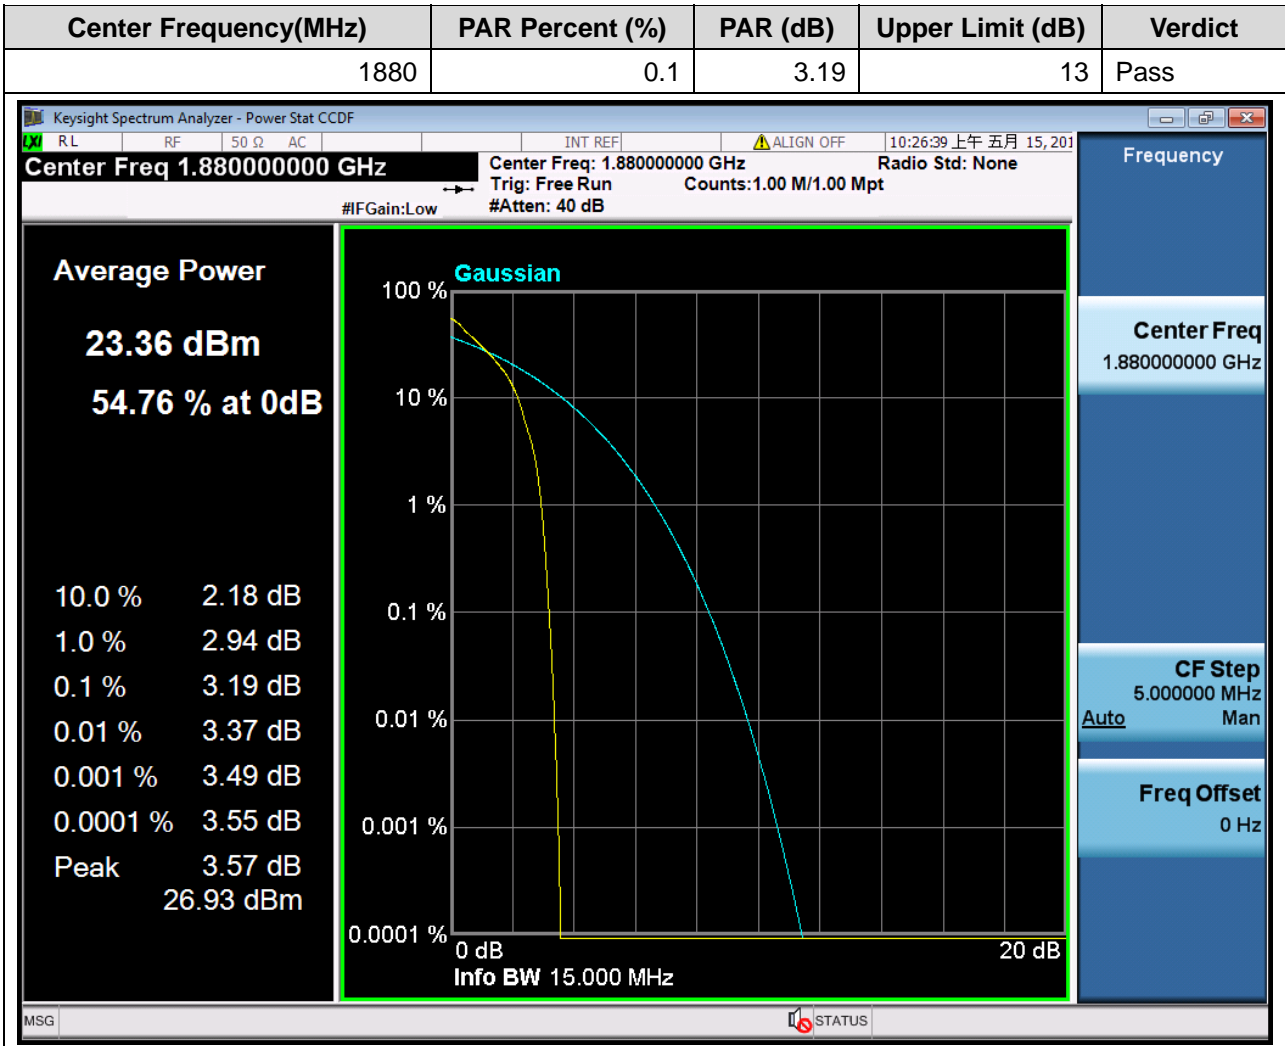 Center Frequency(MHz) PAR Percent (%) PAR (dB) Upper Limit (dB) Verdict
1880 0.1 3.19 13 Pass
Keysight Spectrum Analyzer - Power Stat CCDF
LXI RL RF 50 Ω AC INT REF ALIGN OFF 10:26:39 上午 五月 15, 201
Center Freq 1.880000000 GHz
Center Freq: 1.880000000 GHz Radio Std: None
Trig: Free Run Counts:1.00 M/1.00 Mpt
#IFGain:Low #Atten: 40 dB
Average Power
23.36 dBm
54.76 % at 0dB
10.0 % 2.18 dB
1.0 % 2.94 dB
0.1 % 3.19 dB
0.01 % 3.37 dB
0.001 % 3.49 dB
0.0001 % 3.55 dB
Peak 3.57 dB
26.93 dBm
Gaussian
100 %
10 %
1 %
0.1 %
0.01 %
0.001 %
0.0001 %
0 dB 20 dB
Info BW 15.000 MHz
Frequency
Center Freq
1.880000000 GHz
CF Step
5.000000 MHz
Auto Man
Freq Offset
0 Hz
MSG STATUS